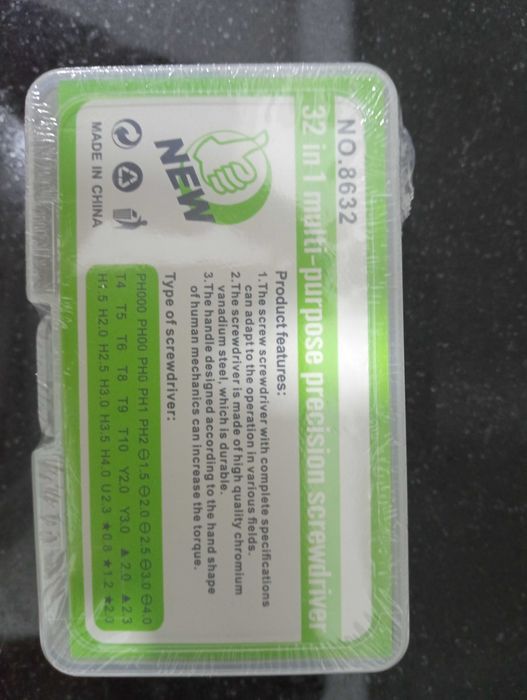 NO.8632
32 in 1 multi-purpose precision screwdriver
NEW
MADE IN CHINA
Product features:
1.The screw screwdriver with complete specifications
can adapt to the operation in various fields.
2.The screwdriver is made of high quality chromium
vanadium steel, which is durable.
3.The handle designed according to the hand shape
of human mechanics can increase the torque.
Type of screwdriver:
PH000 PH00 PH0 PH1 PH2 ⊖1.5 ⊖2.0 ⊖2.5 ⊖3.0 ⊖4.0
T4 T5 T6 T8 T9 T10 Y2.0 Y3.0 ▲2.0 ▲2.3
H1.5 H2.0 H2.5 H3.0 H3.5 H4.0 U2.3 ★0.8 ★1.2 ★2.0